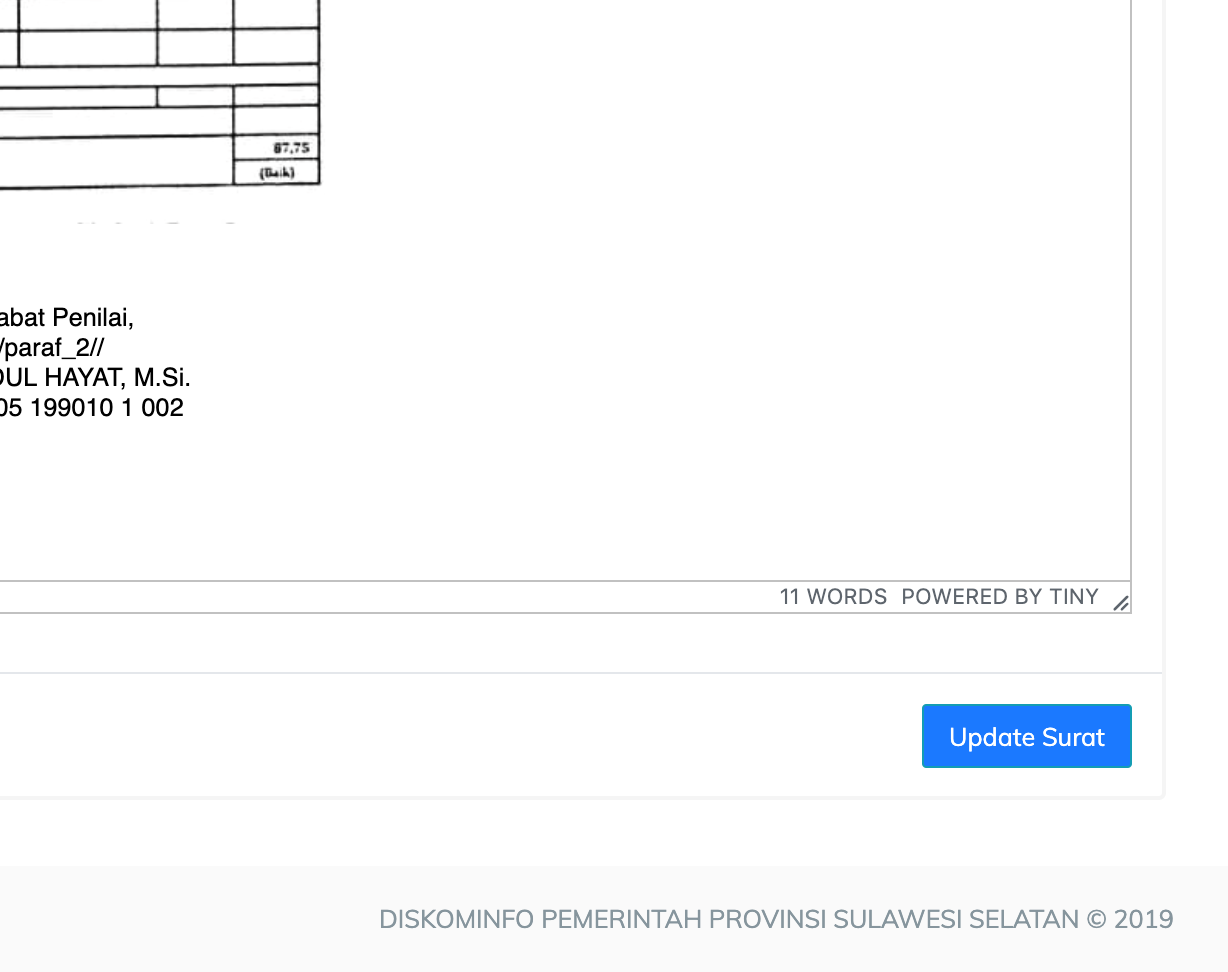 87,75
(Baik)
abat Penilai,
/paraf_2//
DUL HAYAT, M.Si.
05 199010 1 002
11 WORDS POWERED BY TINY
Update Surat
DISKOMINFO PEMERINTAH PROVINSI SULAWESI SELATAN © 2019